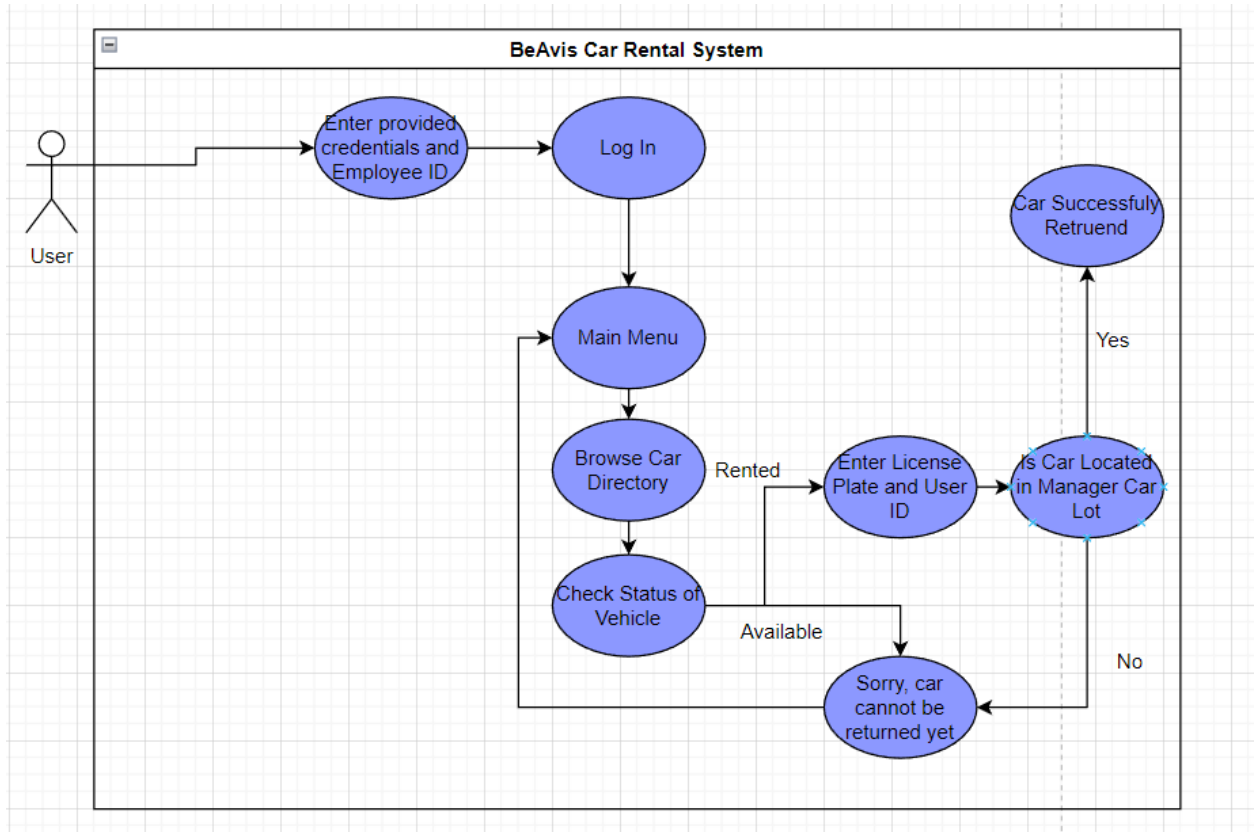 BeAvis Car Rental System
Enter provided
credentials and
Employee ID
Log In
User
Car Successfuly
Retruend
Main Menu
Yes
Browse Car
Directory
Rented
Enter License
Plate and User
ID
Is Car Located
in Manager Car
Lot
Check Status of
Vehicle
Available
No
Sorry, car
cannot be
returned yet